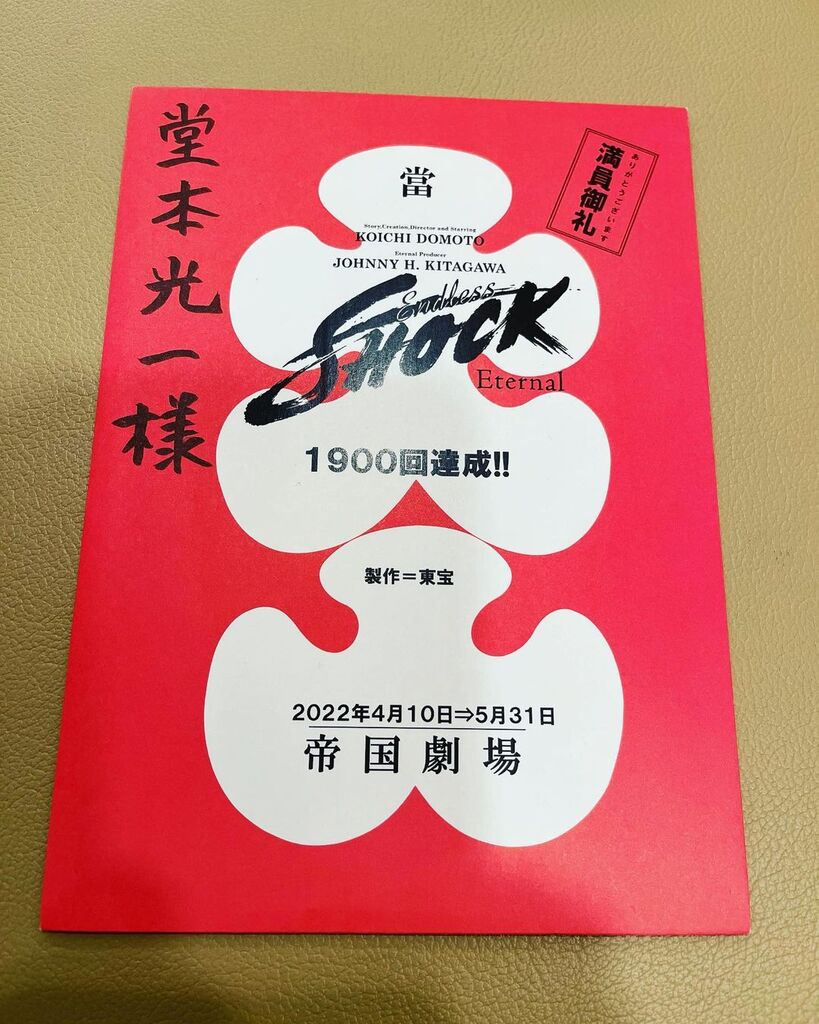 堂本光一様
ありがとうございます
満員御礼
當
Story,Creation,Director and Starring
KOICHI DOMOTO
Eternal Producer
JOHNNY H. KITAGAWA
Endless
SHOCK
Eternal
1900回達成!!
製作=東宝
2022年4月10日⇒5月31日
帝国劇場